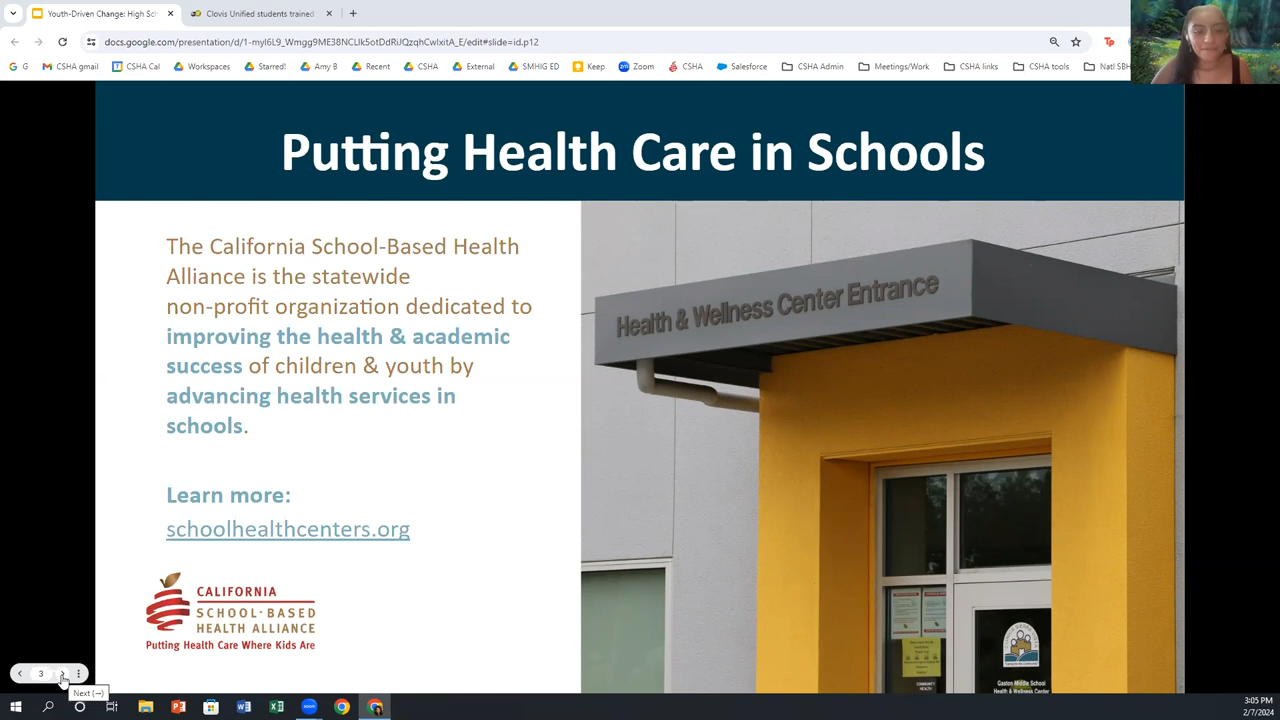 Youth-Driven Change: High Sch
Clovis Unified students trained
docs.google.com/presentation/d/1-myI6L9_Wmgg9ME38NCLIk5otDdRiJQzqhCwIxitA_E/edit#slide=id.p12
G
CSHA gmail
CSHA Cal
Workspaces
Starred!
Amy B
Recent
CSHA
External
SMHIG ED
Keep
Zoom
CSHA
Salesforce
CSHA Admin
Meetings/Work
CSHA links
CSHA tools
Natl SBH
Putting Health Care in Schools
The California School-Based Health
Alliance is the statewide
non-profit organization dedicated to
improving the health & academic
success of children & youth by
advancing health services in
schools.
Learn more:
schoolhealthcenters.org
CALIFORNIA
SCHOOL-BASED
HEALTH ALLIANCE
Putting Health Care Where Kids Are
Health & Wellness Center Entrance
COMMUNITY
HEALTH
Gaston Middle School
Health & Wellness Center
3
Next (→)
3:05 PM
2/7/2024